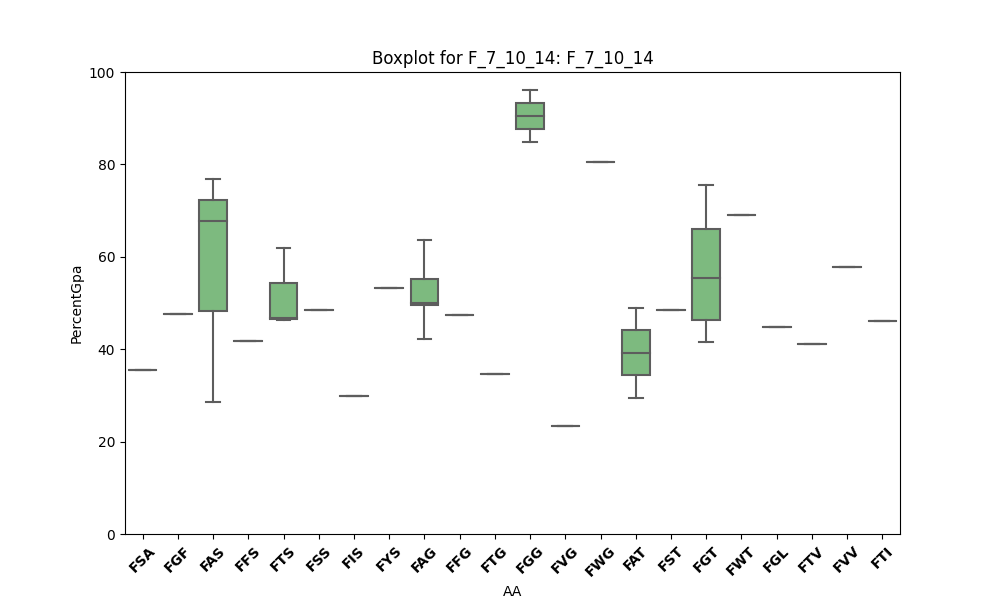 Boxplot for F_7_10_14: F_7_10_14
PercentGpa
100
80
60
40
20
0
FSA FGF FAS FFS FTS FSS FIS FYS FAG FFG FTG FGG FVG FWG FAT FST FGT FWT FGL FTV FVV FTI
AA